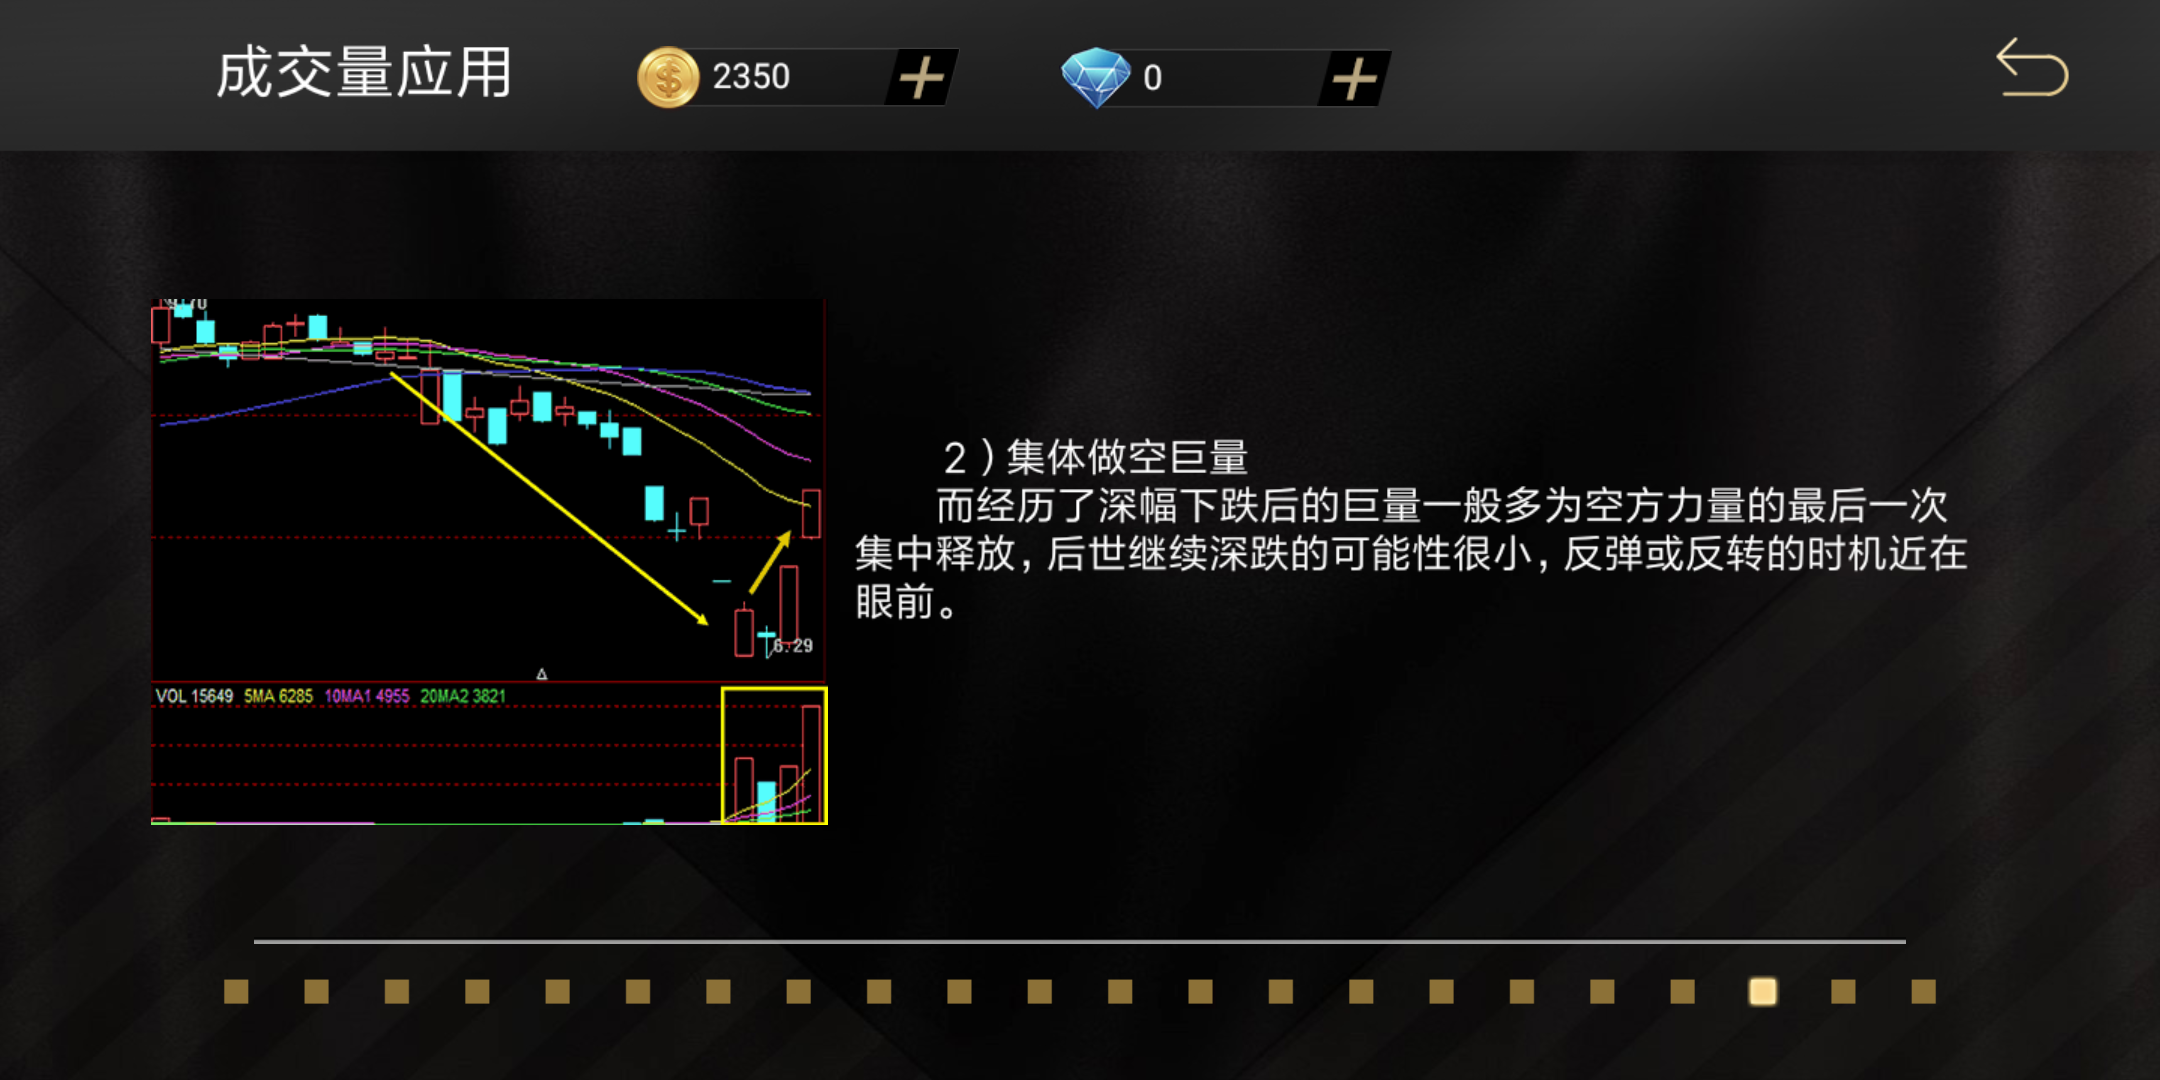 成交量应用
2350
0
2）集体做空巨量
而经历了深幅下跌后的巨量一般多为空方力量的最后一次
集中释放，后世继续深跌的可能性很小，反弹或反转的时机近在
眼前。
6.29
VOL 15649 5MA 6285 10MA1 4955 20MA2 3821